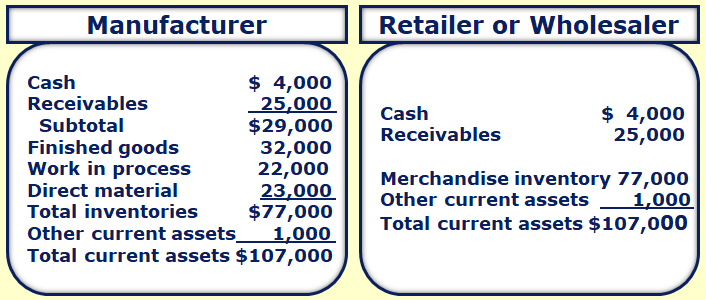 Manufacturer
Cash $ 4,000
Receivables 25,000
Subtotal $29,000
Finished goods 32,000
Work in process 22,000
Direct material 23,000
Total inventories $77,000
Other current assets 1,000
Total current assets $107,000
Retailer or Wholesaler
Cash $ 4,000
Receivables 25,000
Merchandise inventory 77,000
Other current assets 1,000
Total current assets $107,000